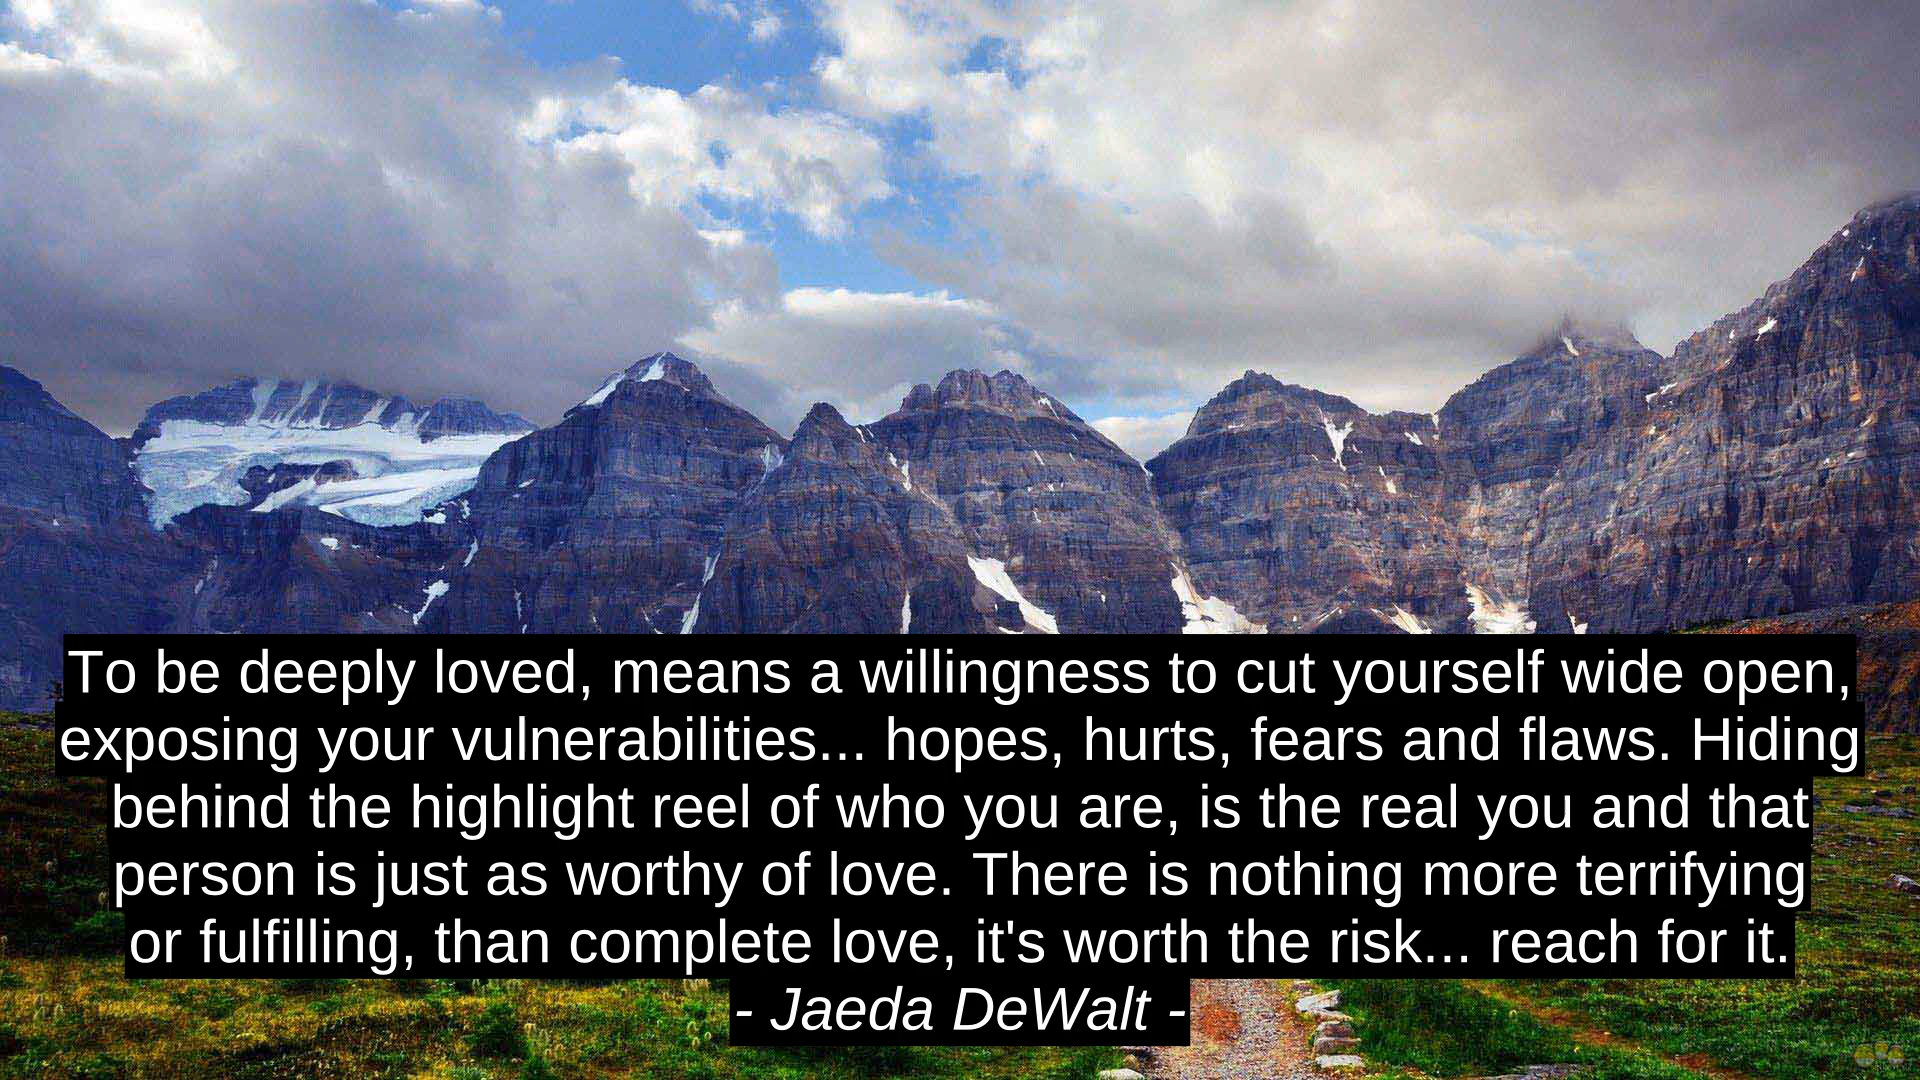 To be deeply loved, means a willingness to cut yourself wide open,
exposing your vulnerabilities... hopes, hurts, fears and flaws. Hiding
behind the highlight reel of who you are, is the real you and that
person is just as worthy of love. There is nothing more terrifying
or fulfilling, than complete love, it's worth the risk... reach for it.
- Jaeda DeWalt -